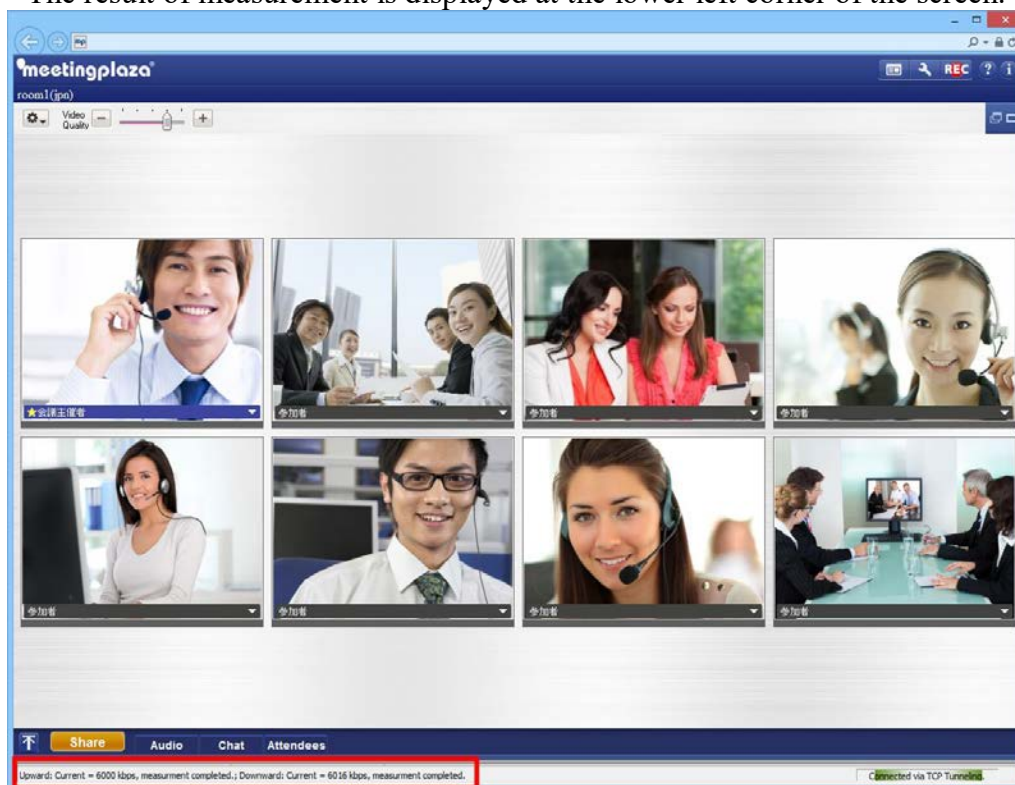 The result of measurement is displayed at the lower left corner of the screen.
meetingplaza
REC ? i
room1(jpn)
Video
Quality
★会議主催者
参加者
参加者
参加者
参加者
参加者
参加者
参加者
Share Audio Chat Attendees
Upward: Current = 6000 kbps, measurment completed.; Downward: Current = 6016 kbps, measurment completed.
Connected via TCP Tunneling.